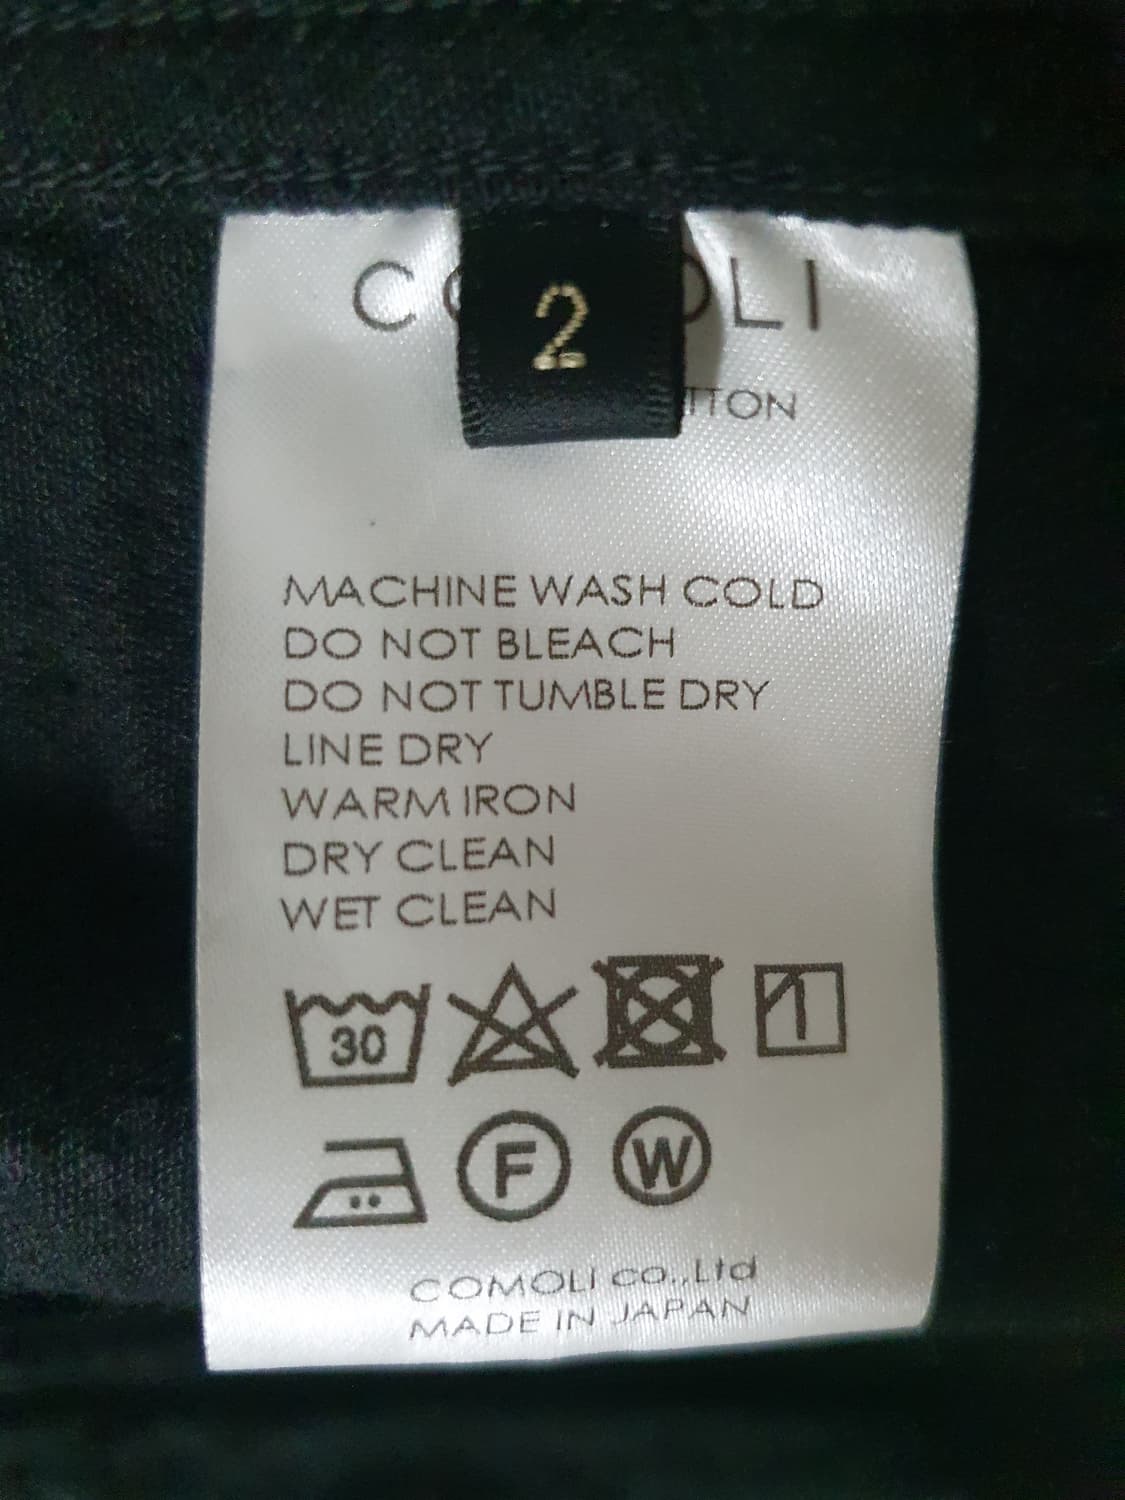 2
MACHINE WASH COLD
DO NOT BLEACH
DO NOT TUMBLE DRY
LINE DRY
WARM IRON
DRY CLEAN
WET CLEAN
30
F
W
COMOLI CO.,Ltd
MADE IN JAPAN